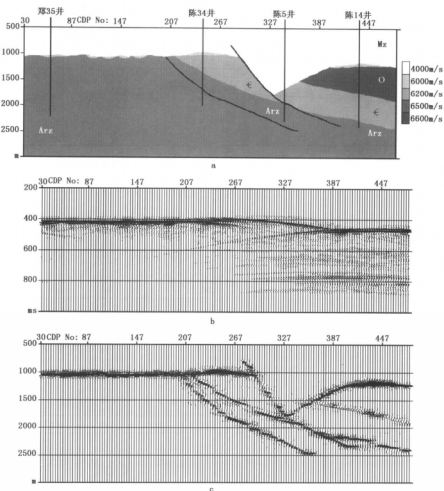 郑35井 陈34井 陈5井 陈14井
500
30 87CDP No: 147 207 267 327 387 447
1000
1500
2000
2500
m
Mz
O
Є
Є
Arz
Arz
Arz
4000m/s
6000m/s
6200m/s
6500m/s
6600m/s
a
200
30CDP No: 87 147 207 267 327 387 447
400
600
800
ms
b
500
30CDP No: 87 147 207 267 327 387 447
1000
1500
2000
2500
m
c